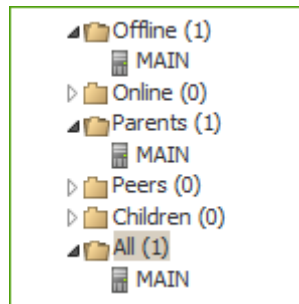 Offline (1)
MAIN
Online (0)
Parents (1)
MAIN
Peers (0)
Children (0)
All (1)
MAIN